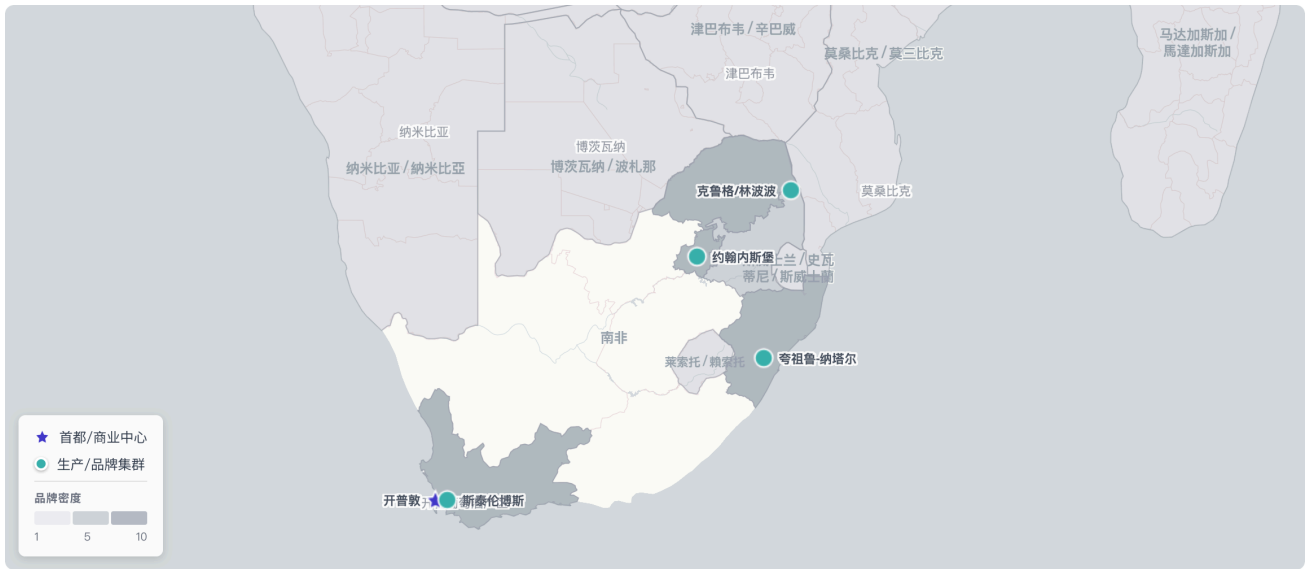 津巴布韦 / 辛巴威
马达加斯加 /
馬達加斯加
莫桑比克 / 莫三比克
津巴布韦
纳米比亚
博茨瓦纳
纳米比亚 / 納米比亞
博茨瓦纳 / 波札那
克鲁格/林波波
莫桑比克
约翰内斯堡
士兰 / 史瓦
蒂尼 / 斯威士蘭
南非
莱索托 / 賴索托
夸祖鲁-纳塔尔
首都/商业中心
生产/品牌集群
品牌密度
1 5 10
开普敦
斯泰伦博斯